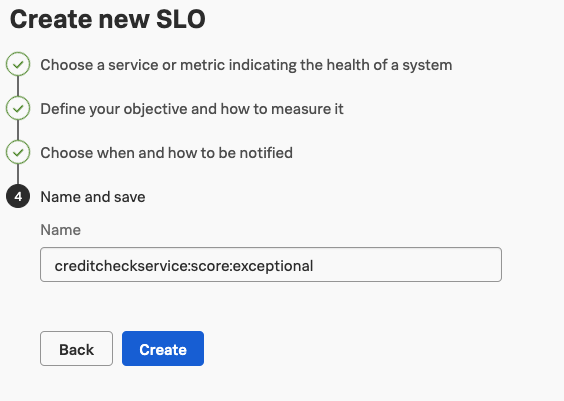 Create new SLO
Choose a service or metric indicating the health of a system
Define your objective and how to measure it
Choose when and how to be notified
4 Name and save
Name
creditcheckservice:score:exceptional
Back Create